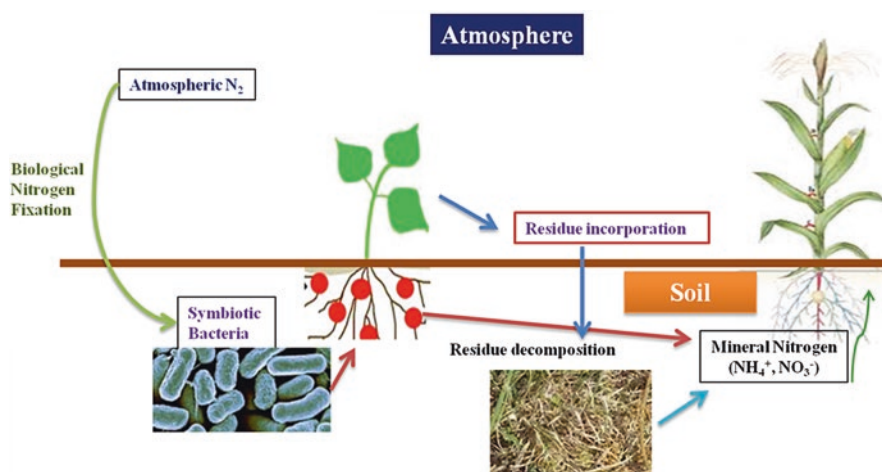 Atmosphere
Atmospheric N₂
Biological
Nitrogen
Fixation
Residue incorporation
Soil
Symbiotic
Bacteria
Residue decomposition
Mineral Nitrogen
(NH₄⁺, NO₃⁻)